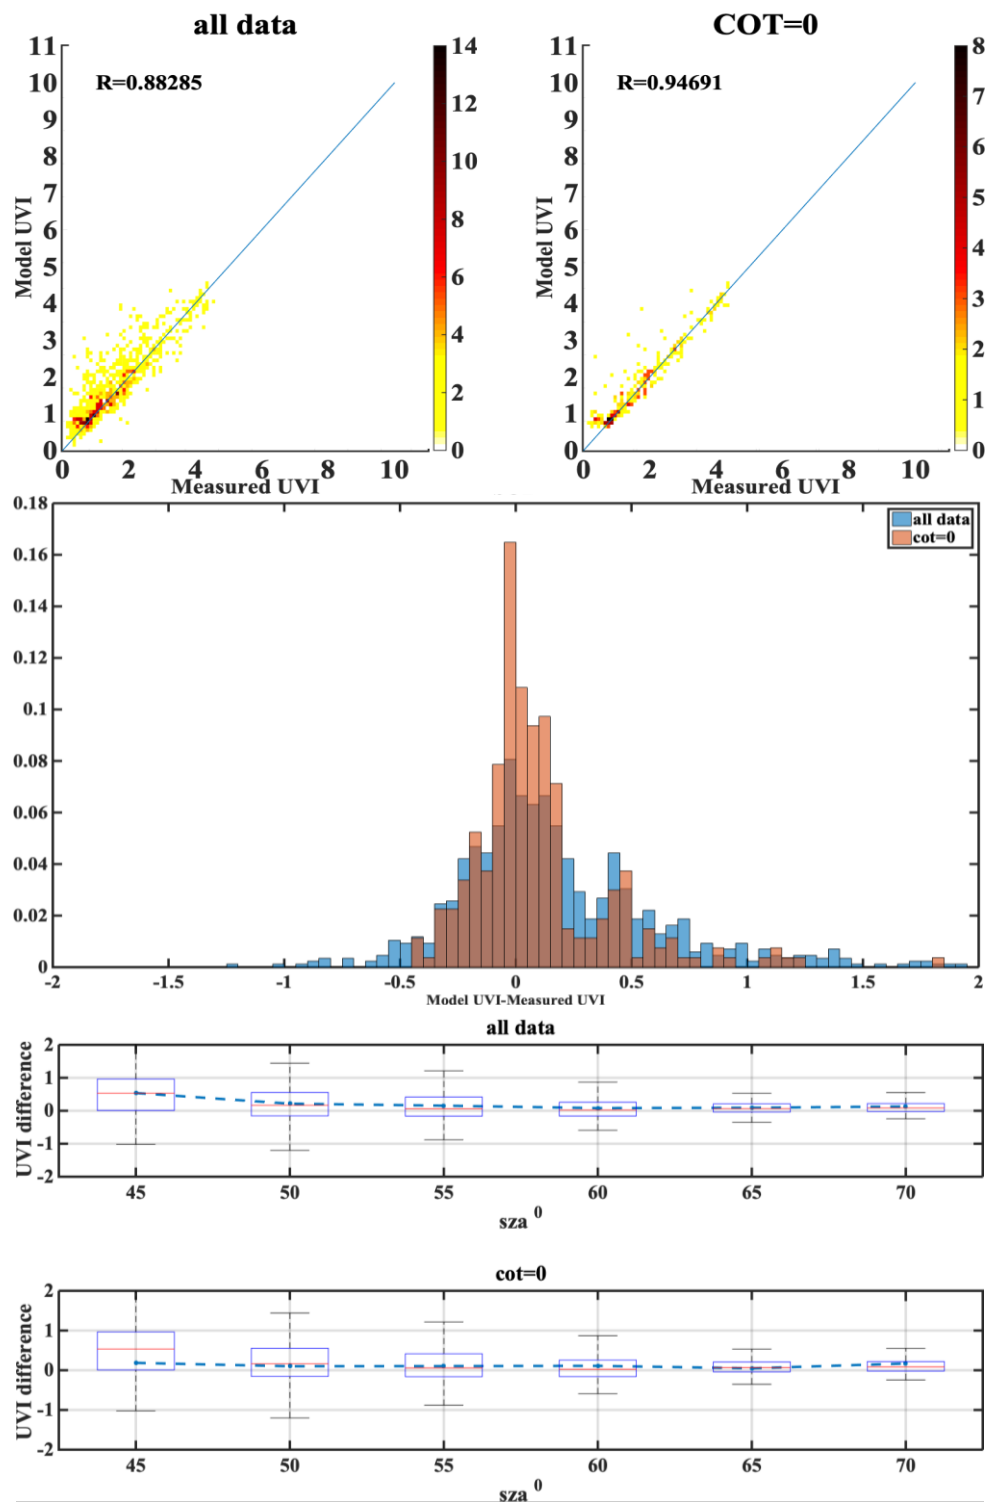 all data
COT=0
R=0.88285
R=0.94691
11
10
9
8
7
6
5
4
3
2
1
0
Model UVI
0 2 4 6 8 10
Measured UVI
14
12
10
8
6
4
2
0
11
10
9
8
7
6
5
4
3
2
1
0
Model UVI
0 2 4 6 8 10
Measured UVI
8
7
6
5
4
3
2
1
0
0.18
0.16
0.14
0.12
0.1
0.08
0.06
0.04
0.02
0
all data
cot=0
-2 -1.5 -1 -0.5 0 0.5 1 1.5 2
Model UVI-Measured UVI
all data
UVI difference
2
1
0
-1
-2
45 50 55 60 65 70
sza 0
cot=0
UVI difference
2
1
0
-1
-2
45 50 55 60 65 70
sza 0